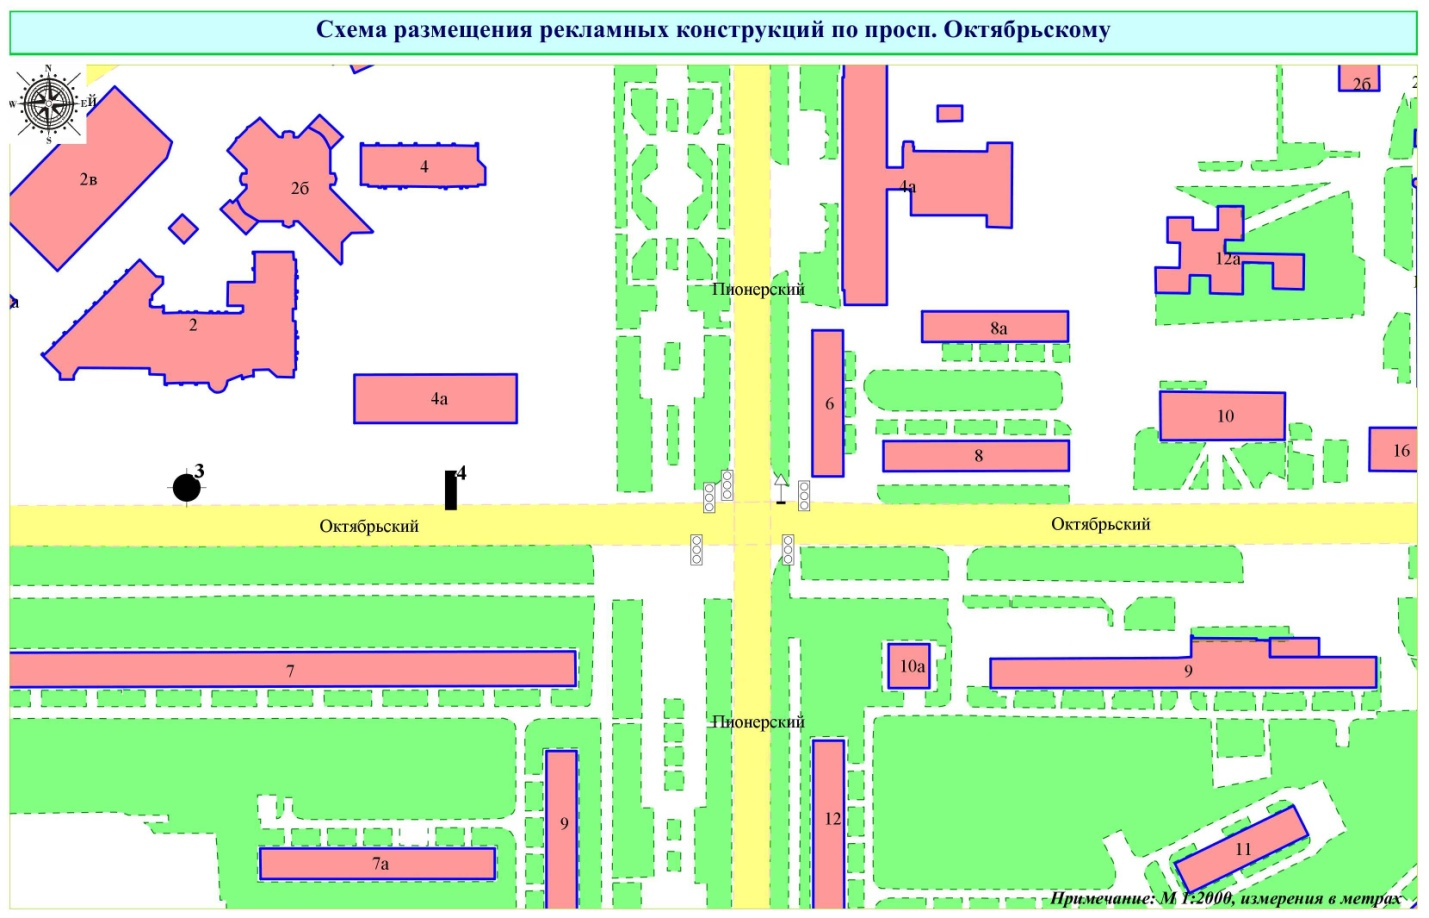 Схема размещения рекламных конструкций по просп. Октябрьскому
N
W
E
S
й
2б
2
2в
2б
4
4а
12а
Пионерский
а
2
8а
4а
6
10
8
16
3
4
Октябрьский
Октябрьский
7
10а
9
Пионерский
9
12
7а
11
Примечание: М 1:2000, измерения в метрах